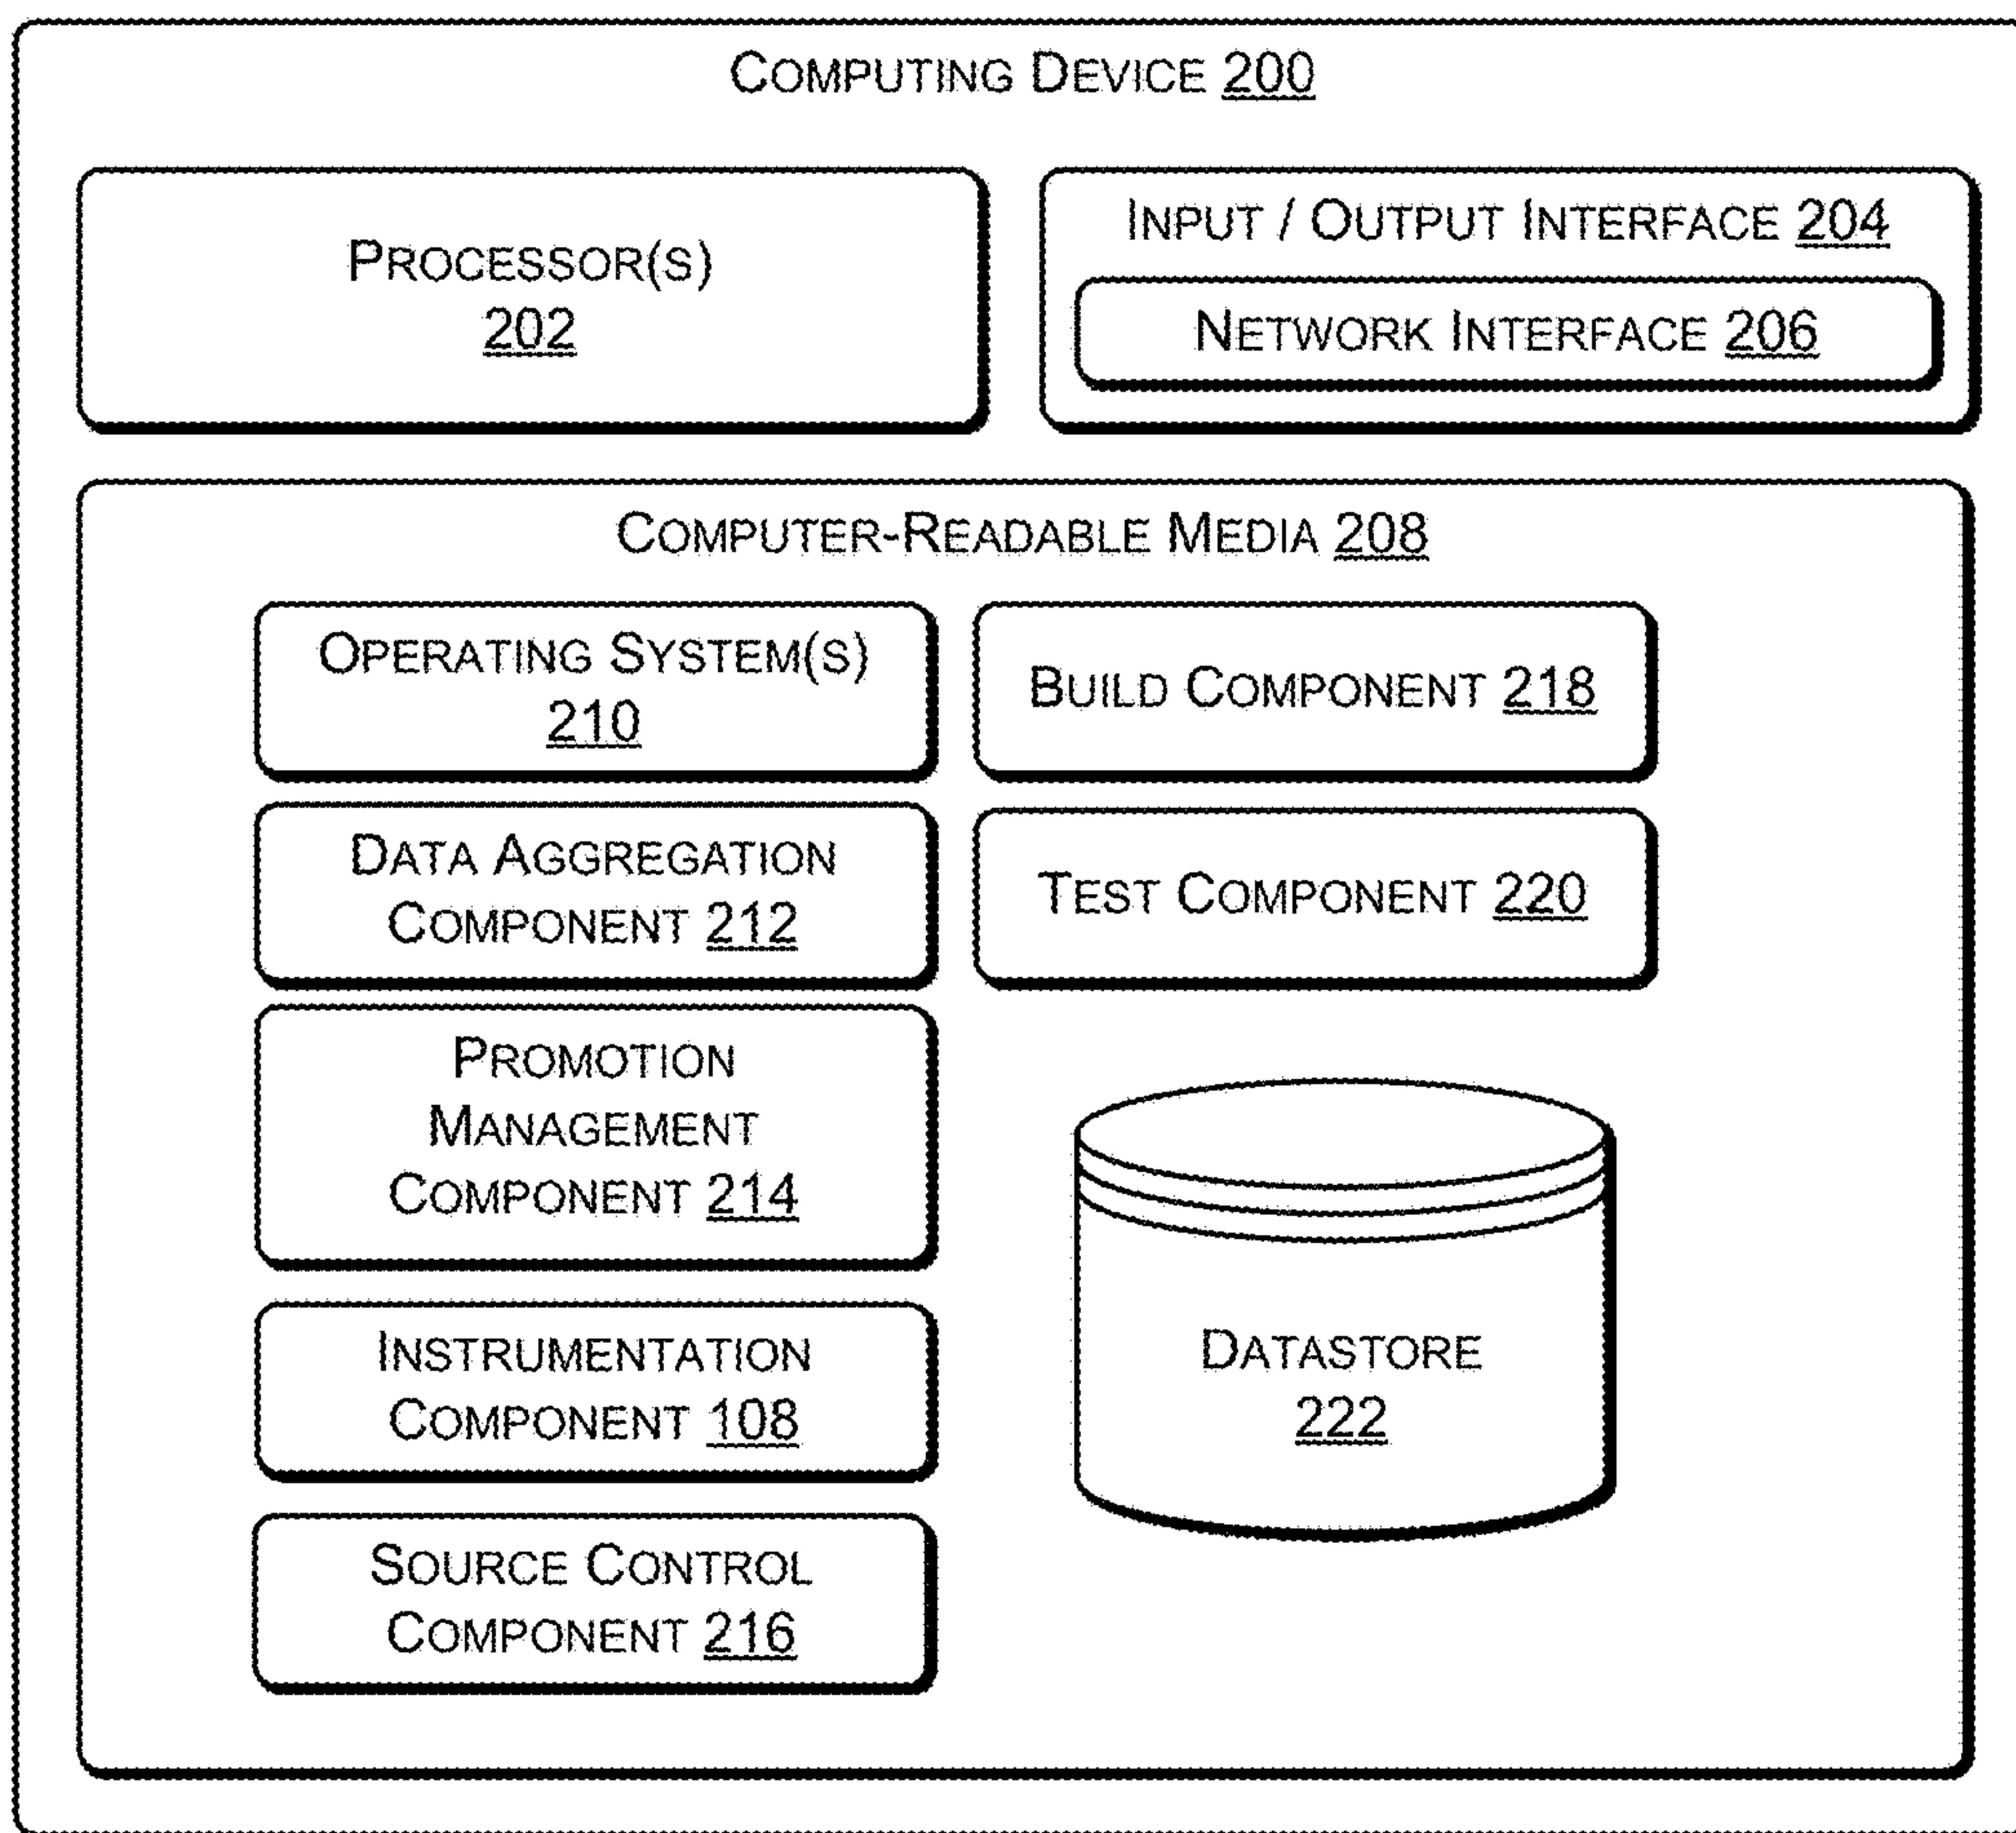 COMPUTING DEVICE 200
PROCESSOR(S)
202
INPUT / OUTPUT INTERFACE 204
NETWORK INTERFACE 206
COMPUTER-READABLE MEDIA 208
OPERATING SYSTEM(S)
210
DATA AGGREGATION
COMPONENT 212
PROMOTION
MANAGEMENT
COMPONENT 214
INSTRUMENTATION
COMPONENT 108
SOURCE CONTROL
COMPONENT 216
BUILD COMPONENT 218
TEST COMPONENT 220
DATASTORE
222